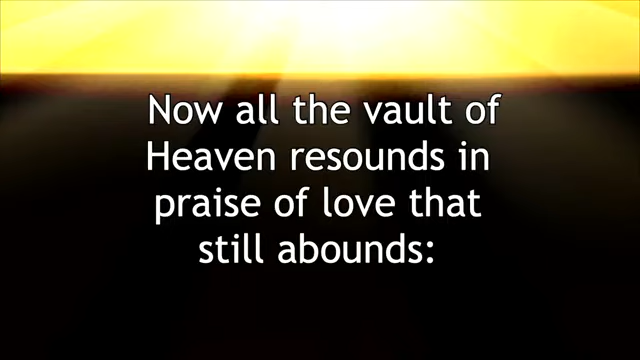 Now all the vault of
Heaven resounds in
praise of love that
still abounds: